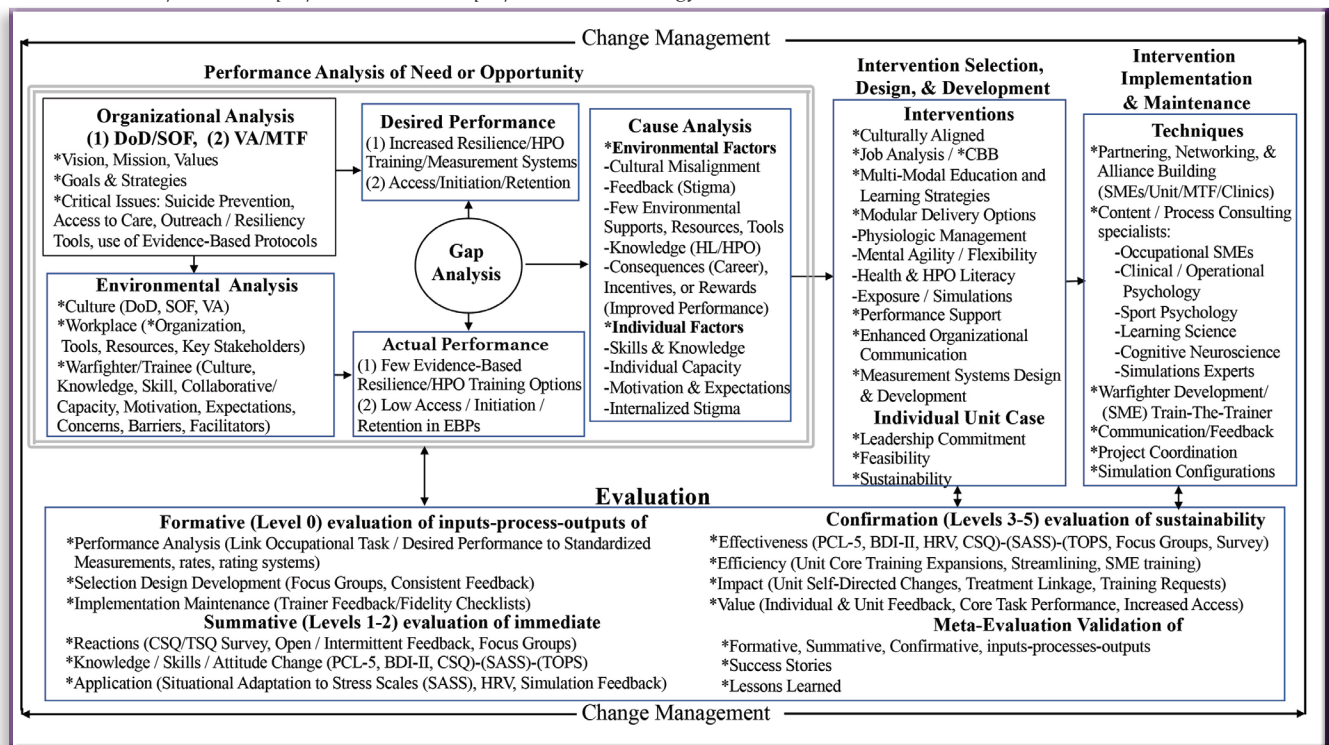 Change Management
Performance Analysis of Need or Opportunity
Organizational Analysis
(1) DoD/SOF, (2) VA/MTF
*Vision, Mission, Values
*Goals & Strategies
*Critical Issues: Suicide Prevention,
Access to Care, Outreach / Resiliency
Tools, use of Evidence-Based Protocols
Environmental Analysis
*Culture (DoD, SOF, VA)
*Workplace (*Organization,
Tools, Resources, Key Stakeholders)
*Warfighter/Trainee (Culture,
Knowledge, Skill, Collaborative/
Capacity, Motivation, Expectations,
Concerns, Barriers, Facilitators)
Desired Performance
(1) Increased Resilience/HPO
Training/Measurement Systems
(2) Access/Initiation/Retention
Gap
Analysis
Actual Performance
(1) Few Evidence-Based
Resilience/HPO Training Options
(2) Low Access / Initiation /
Retention in EBPs
Cause Analysis
*Environmental Factors
-Cultural Misalignment
-Feedback (Stigma)
-Few Environmental
Supports, Resources, Tools
-Knowledge (HL/HPO)
-Consequences (Career),
Incentives, or Rewards
(Improved Performance)
*Individual Factors
-Skills & Knowledge
-Individual Capacity
-Motivation & Expectations
-Internalized Stigma
Intervention Selection,
Design, & Development
Interventions
*Culturally Aligned
*Job Analysis / *CBB
*Multi-Modal Education and
Learning Strategies
*Modular Delivery Options
-Physiologic Management
-Mental Agility / Flexibility
-Health & HPO Literacy
-Exposure / Simulations
*Performance Support
*Enhanced Organizational
Communication
*Measurement Systems Design
& Development
Individual Unit Case
*Leadership Commitment
*Feasibility
*Sustainability
Intervention
Implementation
& Maintenance
Techniques
*Partnering, Networking, &
Alliance Building
(SMEs/Unit/MTF/Clinics)
*Content / Process Consulting
specialists:
-Occupational SMEs
-Clinical / Operational
Psychology
-Sport Psychology
-Learning Science
-Cognitive Neuroscience
-Simulations Experts
*Warfighter Development/
(SME) Train-The-Trainer
*Communication/Feedback
*Project Coordination
*Simulation Configurations
Evaluation
Formative (Level 0) evaluation of inputs-process-outputs of
*Performance Analysis (Link Occupational Task / Desired Performance to Standardized
Measurements, rates, rating systems)
*Selection Design Development (Focus Groups, Consistent Feedback)
*Implementation Maintenance (Trainer Feedback/Fidelity Checklists)
Summative (Levels 1-2) evaluation of immediate
*Reactions (CSQ/TSQ Survey, Open / Intermittent Feedback, Focus Groups)
*Knowledge / Skills / Attitude Change (PCL-5, BDI-II, CSQ)-(SASS)-(TOPS)
*Application (Situational Adaptation to Stress Scales (SASS), HRV, Simulation Feedback)
Confirmation (Levels 3-5) evaluation of sustainability
*Effectiveness (PCL-5, BDI-II, HRV, CSQ)-(SASS)-(TOPS, Focus Groups, Survey)
*Efficiency (Unit Core Training Expansions, Streamlining, SME training)
*Impact (Unit Self-Directed Changes, Treatment Linkage, Training Requests)
*Value (Individual & Unit Feedback, Core Task Performance, Increased Access)
Meta-Evaluation Validation of
*Formative, Summative, Confirmative, inputs-processes-outputs
*Success Stories
*Lessons Learned
Change Management